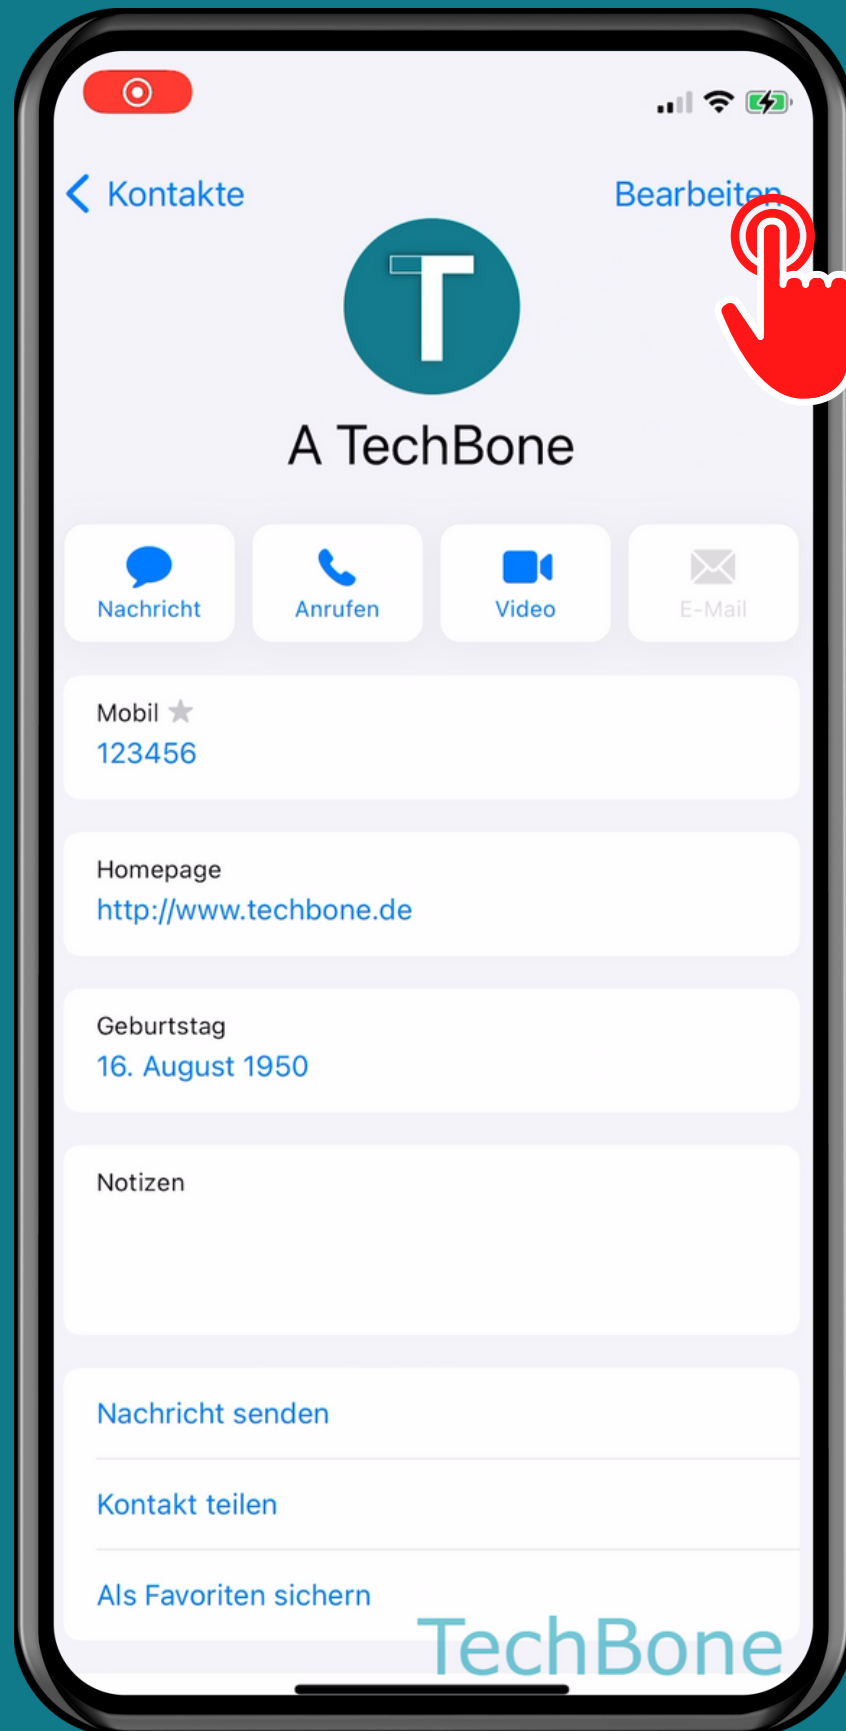 Kontakte
Bearbeiten
T
A TechBone
Nachricht
Anrufen
Video
E-Mail
Mobil
123456
Homepage
http://www.techbone.de
Geburtstag
16. August 1950
Notizen
Nachricht senden
Kontakt teilen
Als Favoriten sichern
TechBone